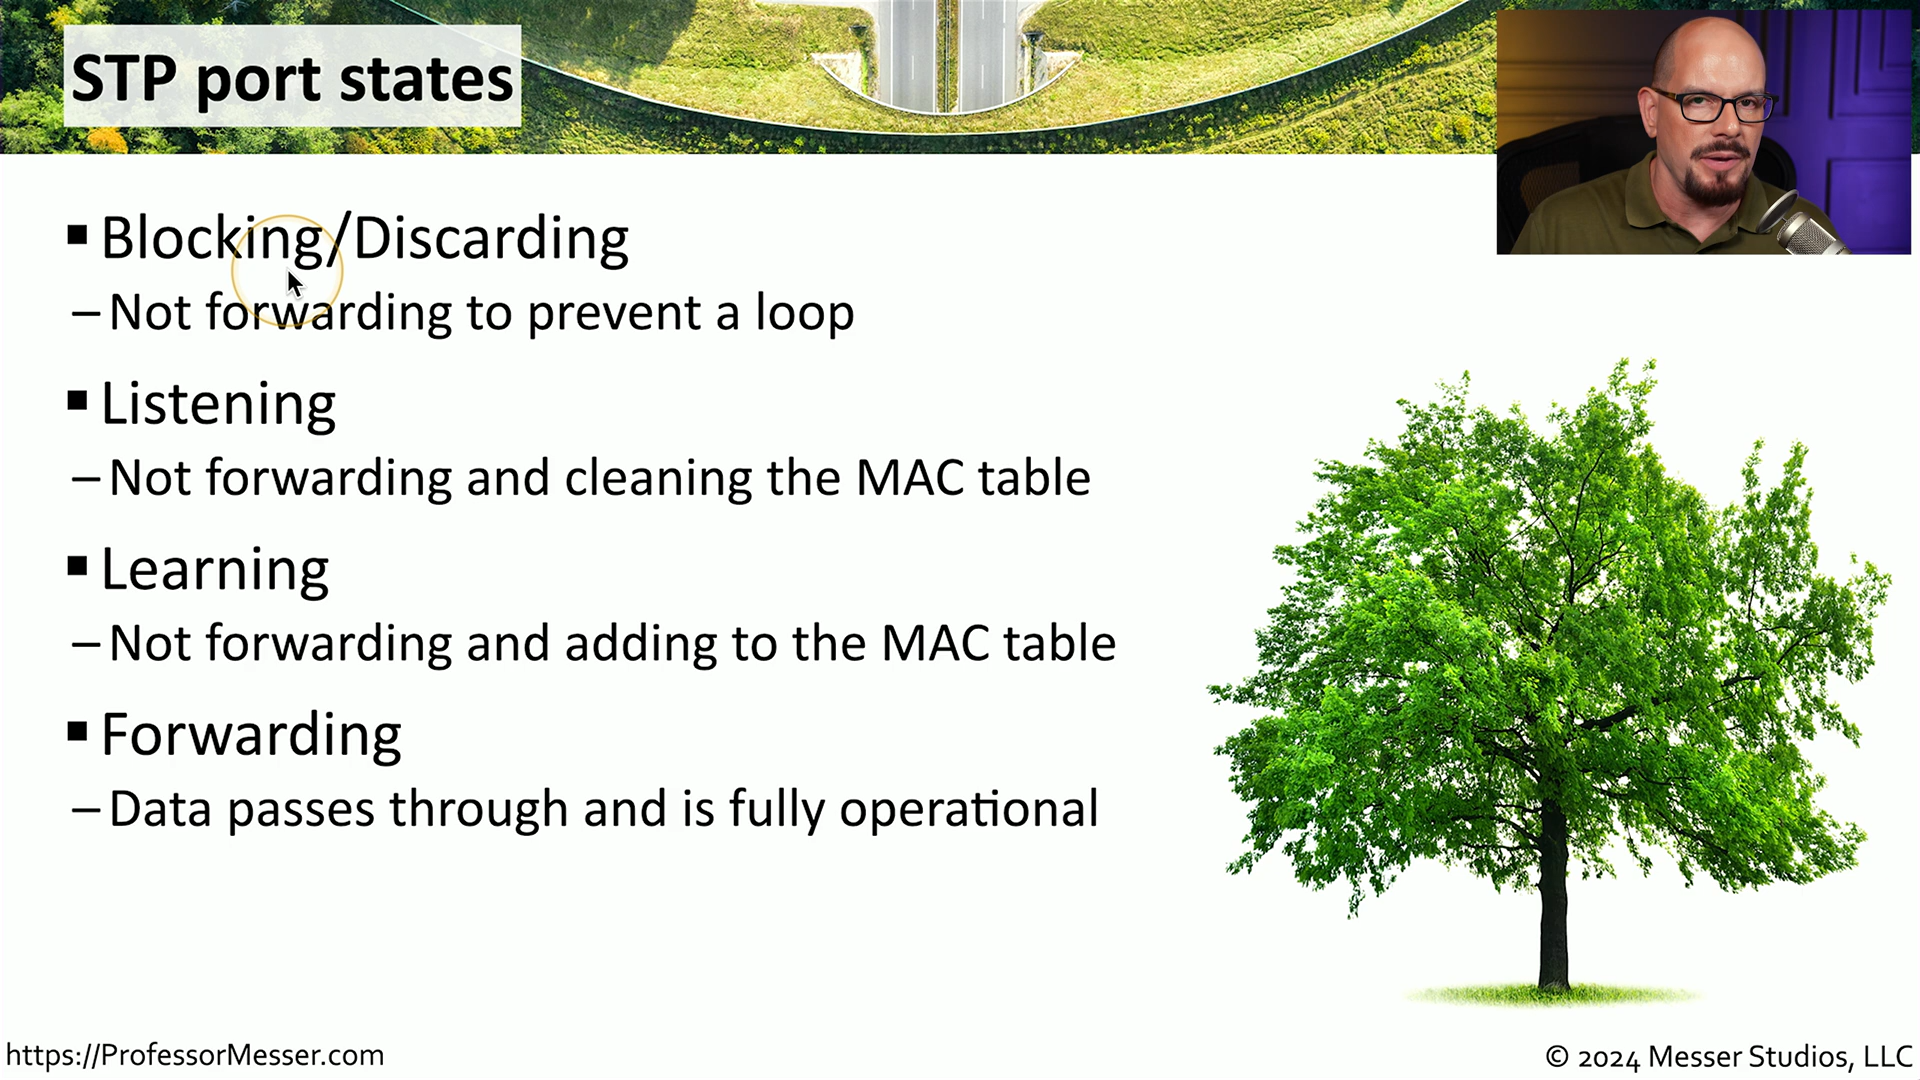 STP port states
▪ Blocking/Discarding
– Not forwarding to prevent a loop
▪ Listening
– Not forwarding and cleaning the MAC table
▪ Learning
– Not forwarding and adding to the MAC table
▪ Forwarding
– Data passes through and is fully operational
https://ProfessorMesser.com
© 2024 Messer Studios, LLC